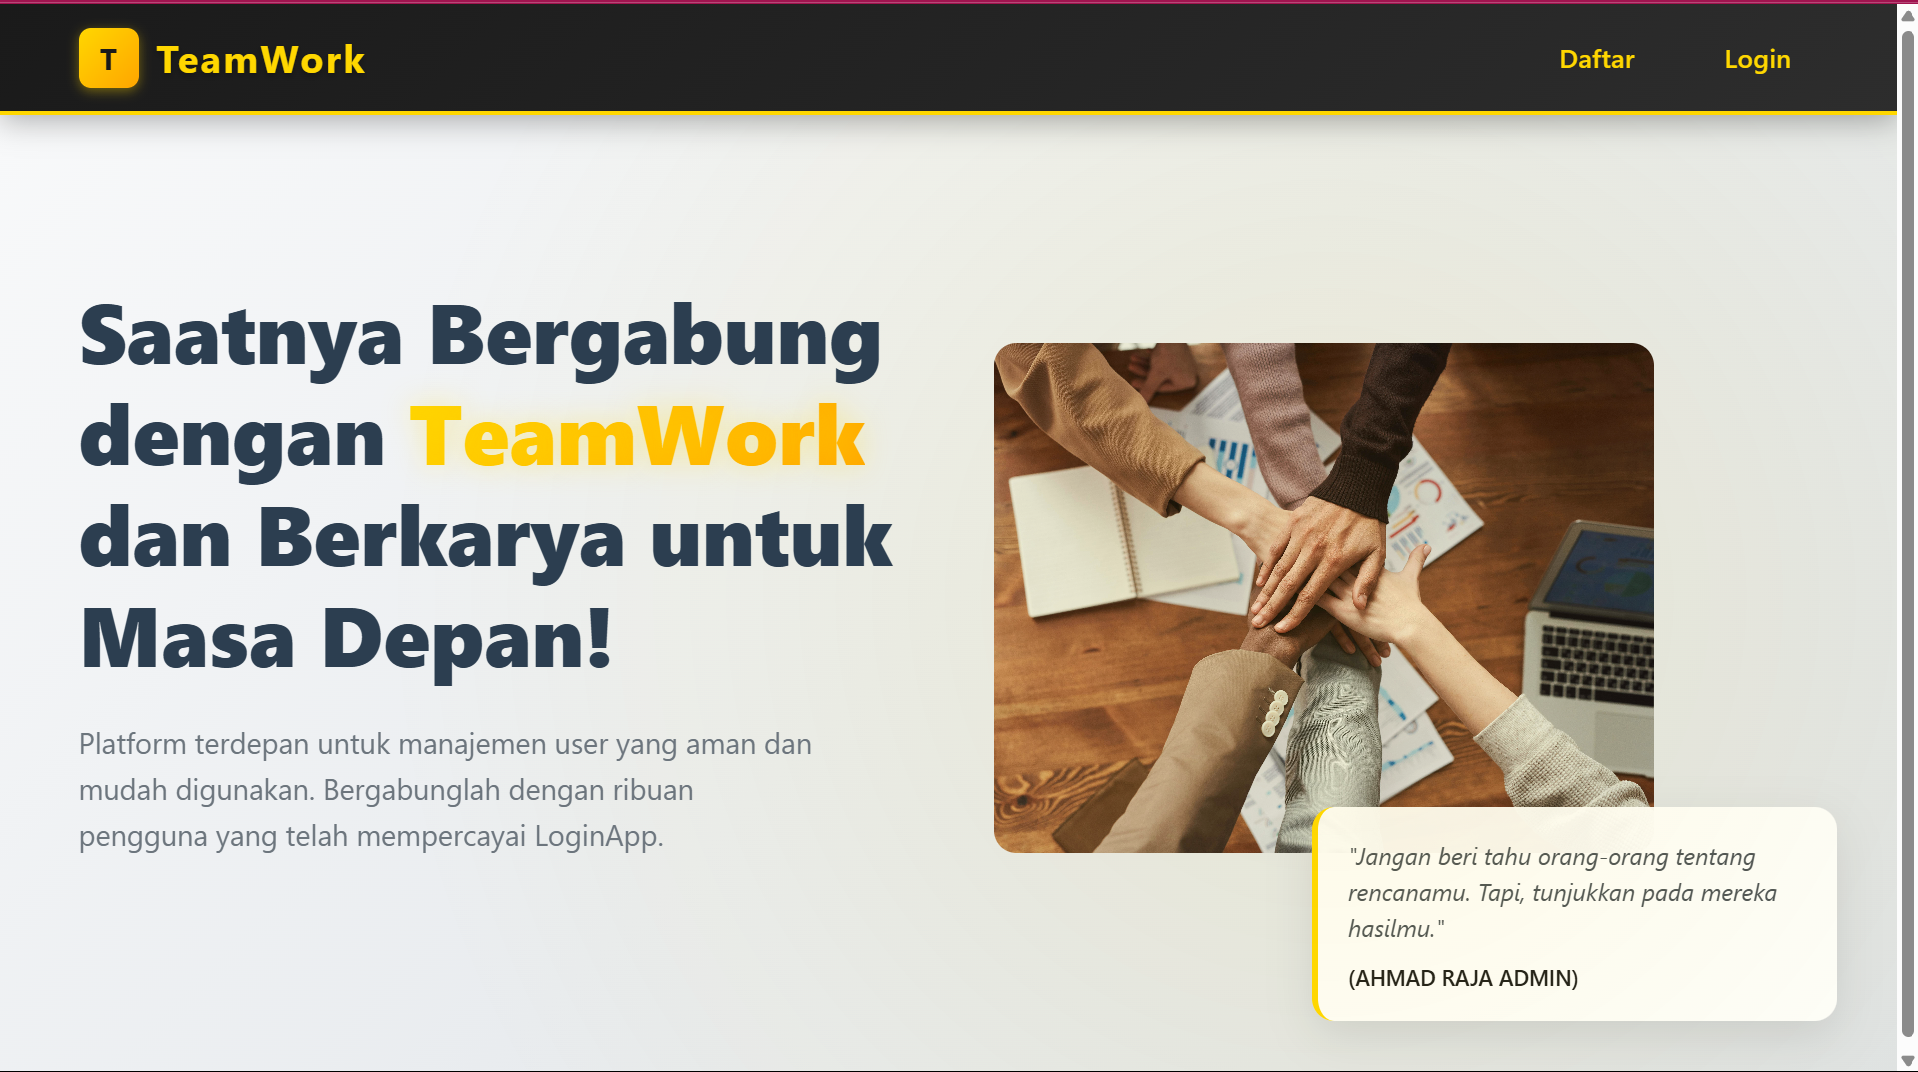 T
TeamWork
Daftar
Login
Saatnya Bergabung
dengan TeamWork
dan Berkarya untuk
Masa Depan!
Platform terdepan untuk manajemen user yang aman dan
mudah digunakan. Bergabunglah dengan ribuan
pengguna yang telah mempercayai LoginApp.
"Jangan beri tahu orang-orang tentang
rencanamu. Tapi, tunjukkan pada mereka
hasilmu."
(AHMAD RAJA ADMIN)